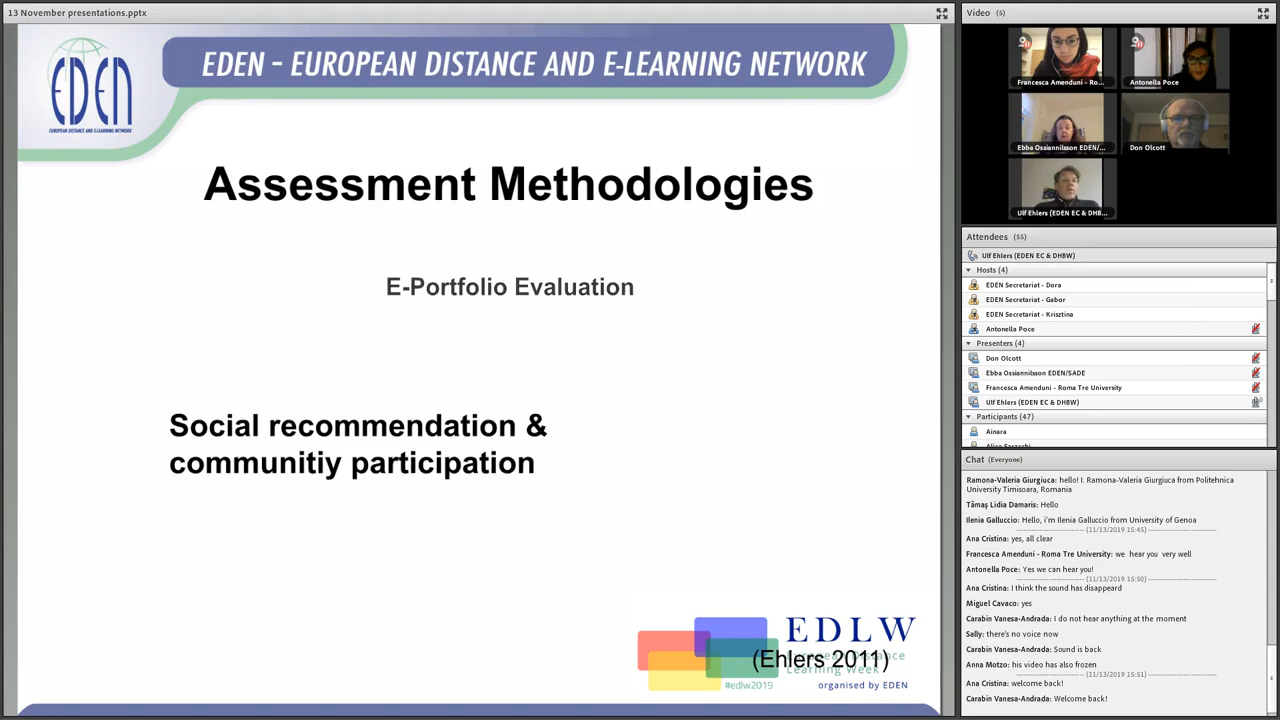 13 November presentations.pptx
EDEN
EUROPEAN DISTANCE AND E-LEARNING NETWORK
EDEN - EUROPEAN DISTANCE AND E-LEARNING NETWORK
Assessment Methodologies
E-Portfolio Evaluation
Social recommendation &
communitiy participation
EDLW
European Distance
(Ehlers 2011)
Learning Week
#edlw2019
organised by EDEN
Video (5)
Francesca Amenduni - Ro...
Antonella Poce
Ebba Ossiannilsson EDEN/...
Don Olcott
Ulf Ehlers (EDEN EC & DHB...
Attendees (55)
Ulf Ehlers (EDEN EC & DHBW)
Hosts (4)
EDEN Secretariat - Dora
EDEN Secretariat - Gabor
EDEN Secretariat - Krisztina
Antonella Poce
Presenters (4)
Don Olcott
Ebba Ossiannilsson EDEN/SADE
Francesca Amenduni - Roma Tre University
Ulf Ehlers (EDEN EC & DHBW)
Participants (47)
Ainara
Alice Saracchi
Chat (Everyone)
Ramona-Valeria Giurgiuca: hello! I. Ramona-Valeria Giurgiuca from Politehnica
University Timisoara, Romania
Tămaş Lidia Damaris: Hello
Ilenia Galluccio: Hello, i'm Ilenia Galluccio from University of Genoa
(11/13/2019 15:45)
Ana Cristina: yes, all clear
Francesca Amenduni - Roma Tre University: we hear you very well
Antonella Poce: Yes we can hear you!
(11/13/2019 15:50)
Ana Cristina: I think the sound has disappeard
Miguel Cavaco: yes
Carabin Vanesa-Andrada: I do not hear anything at the moment
Sally: there's no voice now
Carabin Vanesa-Andrada: Sound is back
Anna Motzo: his video has also frozen
(11/13/2019 15:51)
Ana Cristina: welcome back!
Carabin Vanesa-Andrada: Welcome back!